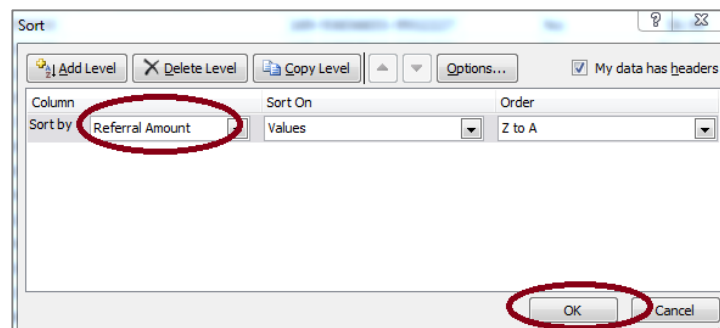 Sort
Add Level Delete Level Copy Level Options... My data has headers
Column Sort On Order
Sort by Referral Amount Values Z to A
OK Cancel